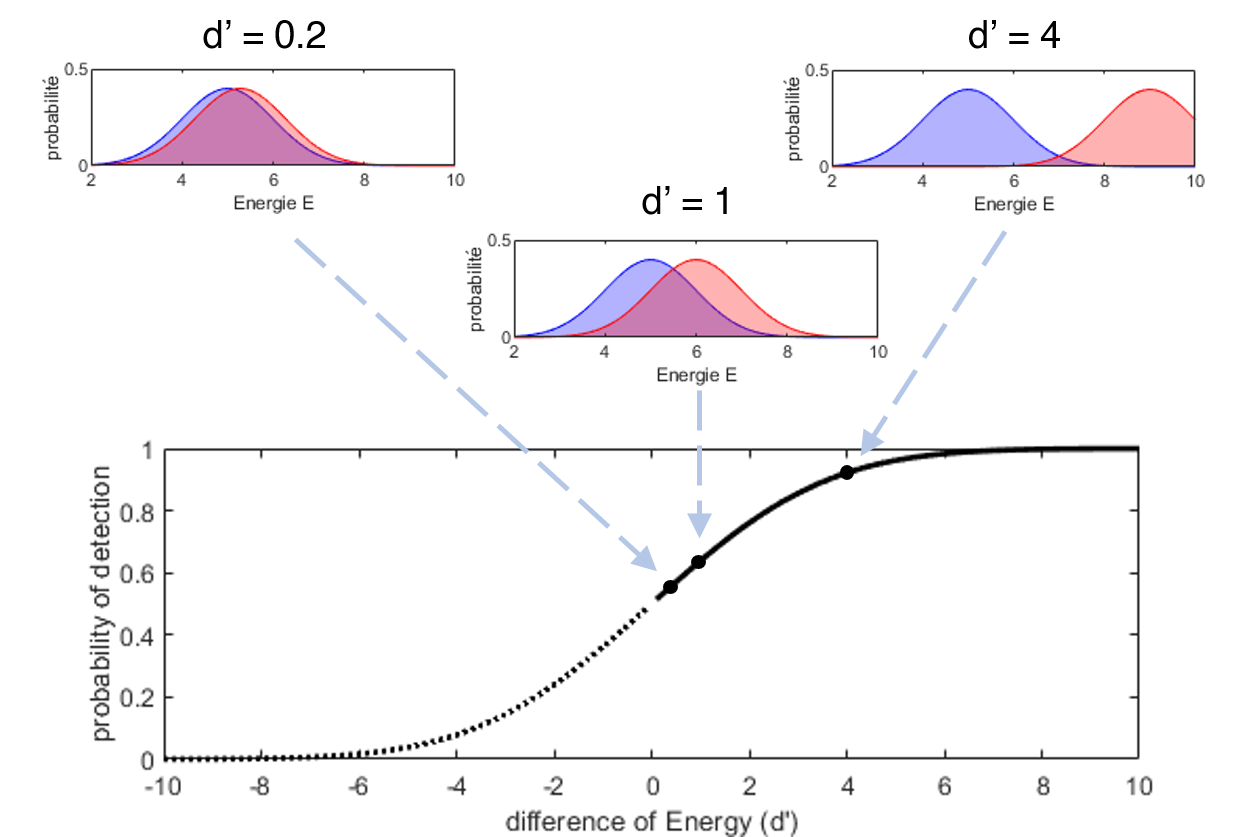 d’ = 0.2
0.5
probabilité
0
2 4 6 8 10
Energie E
d’ = 4
0.5
probabilité
0
2 4 6 8 10
Energie E
d’ = 1
0.5
probabilité
0
2 4 6 8 10
Energie E
1
0.8
0.6
0.4
0.2
0
probability of detection
-10 -8 -6 -4 -2 0 2 4 6 8 10
difference of Energy (d')